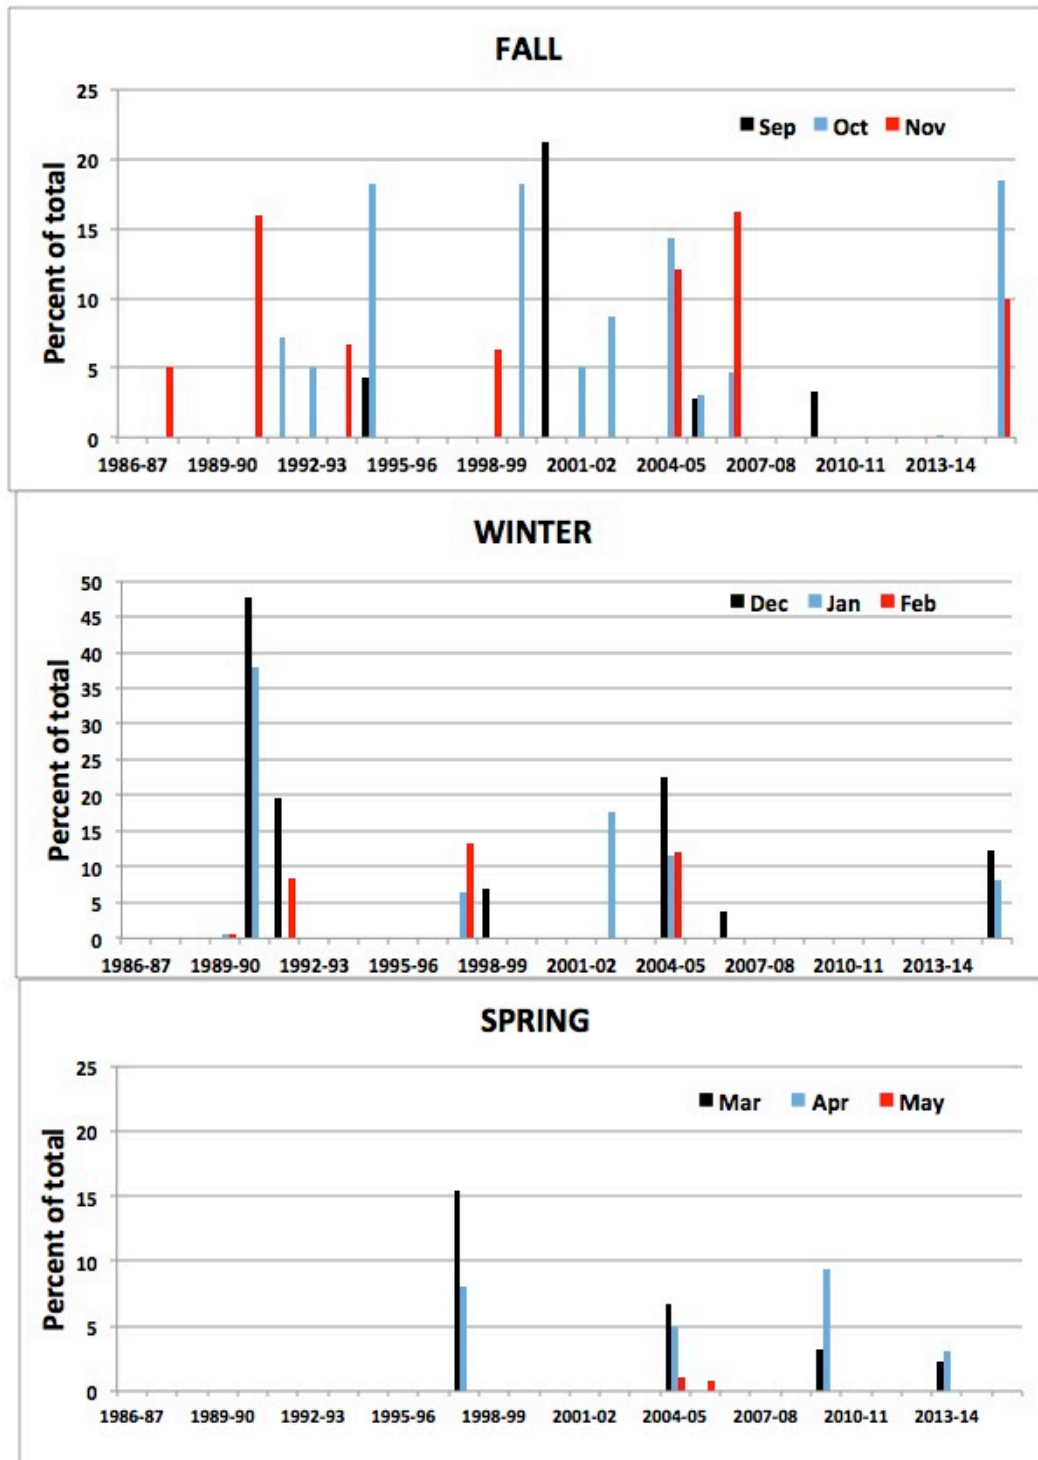 FALL
25
Sep Oct Nov
20
15
10
5
0
Percent of total
1986-87 1989-90 1992-93 1995-96 1998-99 2001-02 2004-05 2007-08 2010-11 2013-14
WINTER
50
Dec Jan Feb
45
40
35
30
25
20
15
10
5
0
Percent of total
1986-87 1989-90 1992-93 1995-96 1998-99 2001-02 2004-05 2007-08 2010-11 2013-14
SPRING
25
Mar Apr May
20
15
10
5
0
Percent of total
1986-87 1989-90 1992-93 1995-96 1998-99 2001-02 2004-05 2007-08 2010-11 2013-14